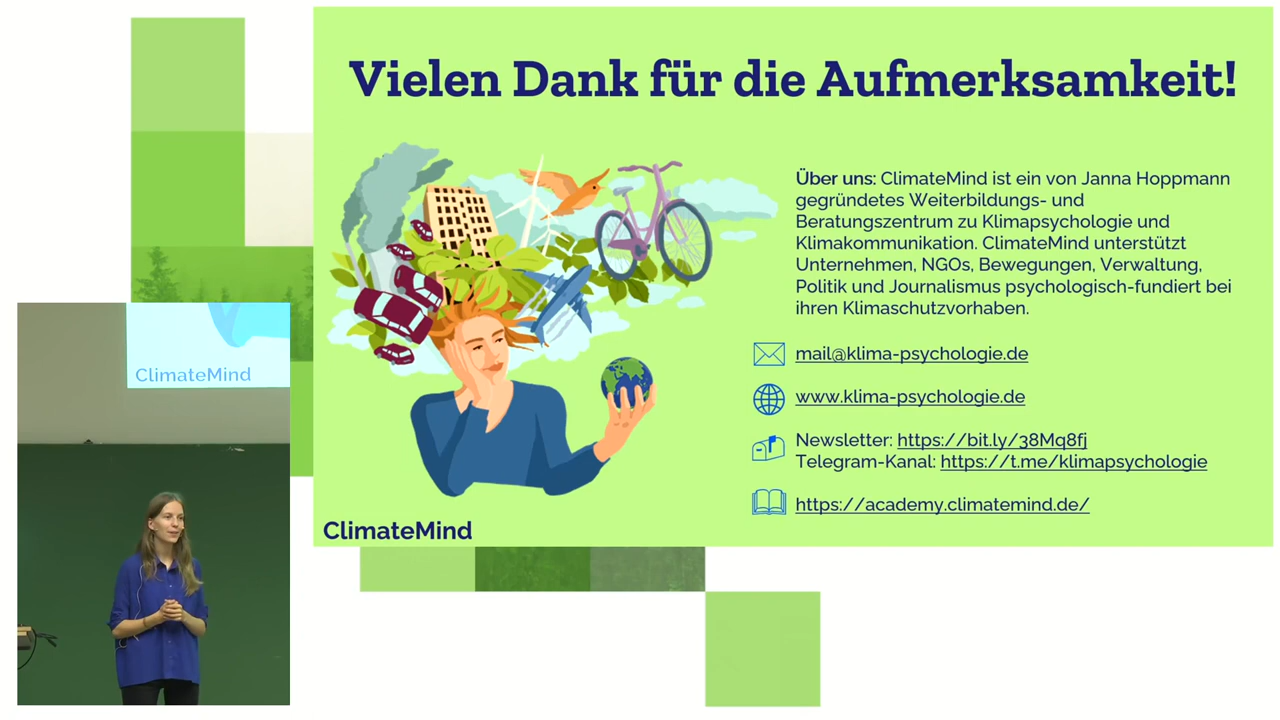 Vielen Dank für die Aufmerksamkeit!
Über uns: ClimateMind ist ein von Janna Hoppmann
gegründetes Weiterbildungs- und
Beratungszentrum zu Klimapsychologie und
Klimakommunikation. ClimateMind unterstützt
Unternehmen, NGOs, Bewegungen, Verwaltung,
Politik und Journalismus psychologisch-fundiert bei
ihren Klimaschutzvorhaben.
mail@klima-psychologie.de
www.klima-psychologie.de
Newsletter: https://bit.ly/38Mq8fj
Telegram-Kanal: https://t.me/klimapsychologie
https://academy.climatemind.de/
ClimateMind
ClimateMind